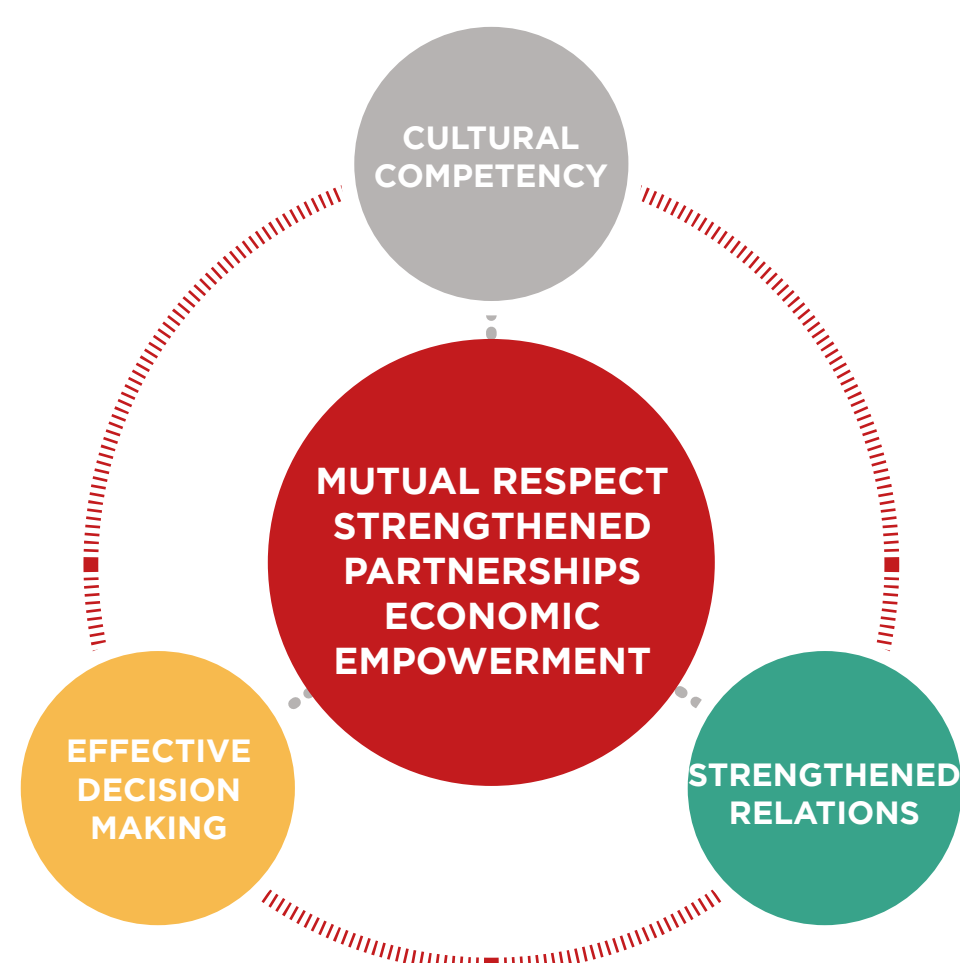 CULTURAL
COMPETENCY
MUTUAL RESPECT
STRENGTHENED
PARTNERSHIPS
ECONOMIC
EMPOWERMENT
EFFECTIVE
DECISION
MAKING
STRENGTHENED
RELATIONS